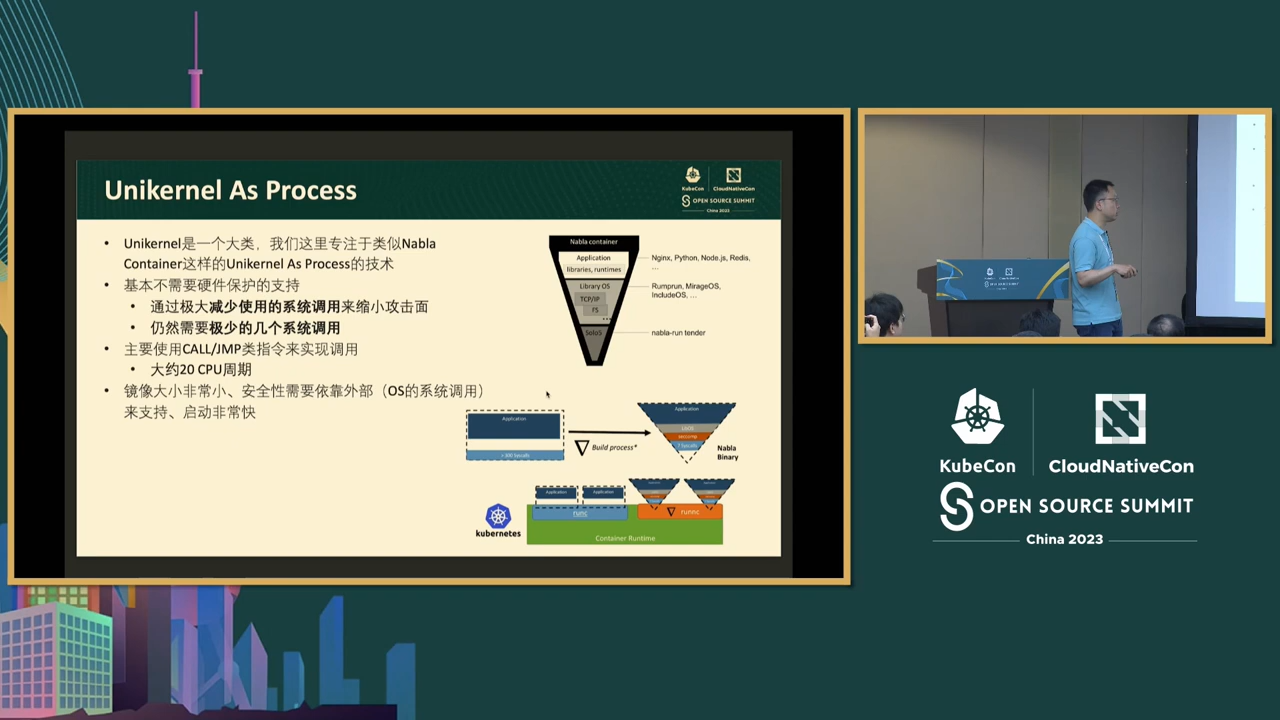 Unikernel As Process
KubeCon
CloudNativeCon
OPEN SOURCE SUMMIT
China 2023
• Unikernel是一个大类，我们这里专注于类似Nabla
Container这样的Unikernel As Process的技术
• 基本不需要硬件保护的支持
• 通过极大减少使用的系统调用来缩小攻击面
• 仍然需要极少的几个系统调用
• 主要使用CALL/JMP类指令来实现调用
• 大约20 CPU周期
• 镜像大小非常小、安全性需要依靠外部（OS的系统调用）
来支持、启动非常快
Nabla container
Application
libraries, runtimes
Library OS
TCP/IP
FS
...
Solo5
Nginx, Python, Node.js, Redis,
...
Rumprun, MirageOS,
IncludeOS, ...
nabla-run tender
Application
> 300 Syscalls
Build process*
Application
LibOS
seccomp
7 Syscalls
Nabla
Binary
kubernetes
Application
Application
runc
runnc
Container Runtime
KubeCon
CloudNativeCon
OPEN SOURCE SUMMIT
China 2023